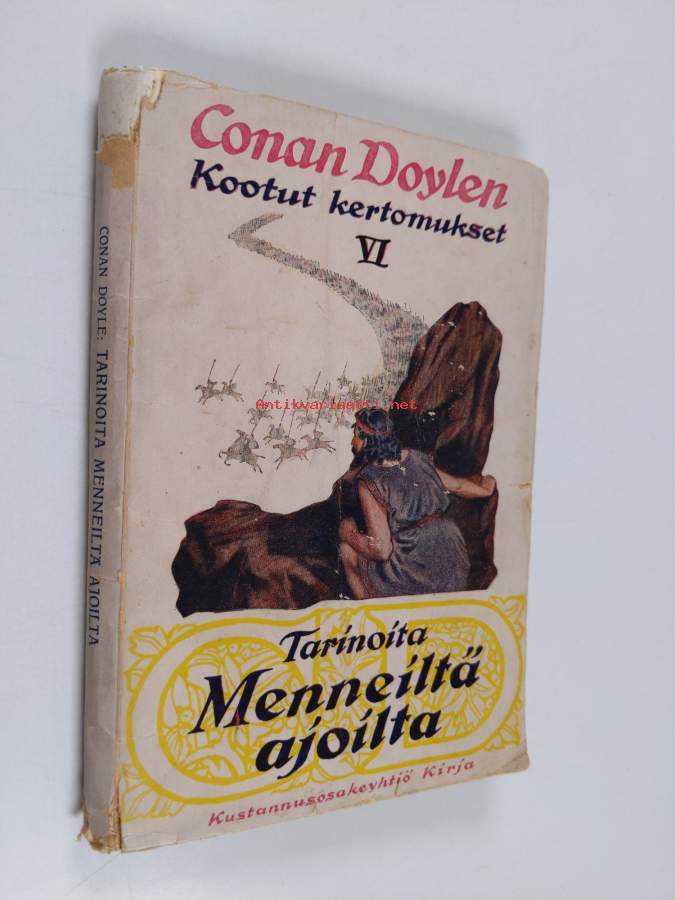 Conan Doylen
Kootut kertomukset
VI
Antikvariaatti.net
Tarinoita
Menneiltä
ajoilta
Kustannusosakeyhtiö Kirja
CONAN DOYLE: TARINOITA MENNEILTÄ AJOILTA